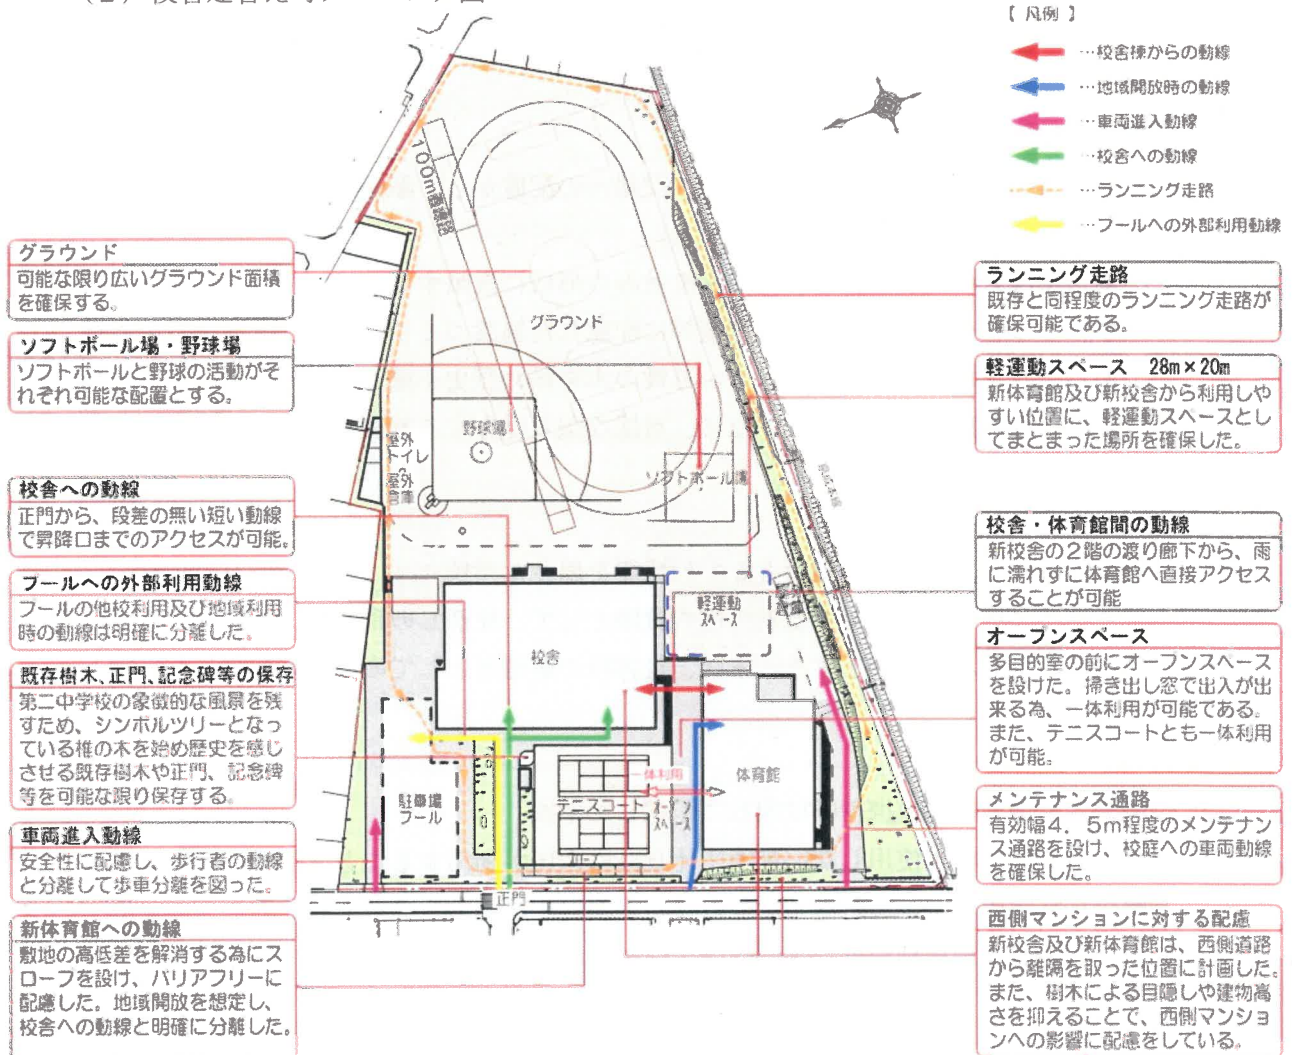 【 凡例 】
…校舎棟からの動線
…地域開放時の動線
…車両進入動線
…校舎への動線
…ランニング走路
…プールへの外部利用動線
グラウンド
可能な限り広いグラウンド面積
を確保する。
ソフトボール場・野球場
ソフトボールと野球の活動がそ
れぞれ可能な配置とする。
校舎への動線
正門から、段差の無い短い動線
で昇降口までのアクセスが可能。
プールへの外部利用動線
プールの他校利用及び地域利用
時の動線は明確に分離した。
既存樹木、正門、記念碑等の保存
第二中学校の象徴的な風景を残
すため、シンボルツリーとなっ
ている椎の木を始め歴史を感じ
させる既存樹木や正門、記念碑
等を可能な限り保存する。
車両進入動線
安全性に配慮し、歩行者の動線
と分離して歩車分離を図った。
新体育館への動線
敷地の高低差を解消する為にス
ロープを設け、バリアフリーに
配慮した。地域開放を想定し、
校舎への動線と明確に分離した。
100m直線路
グラウンド
野球場
屋外
トイレ
屋外
倉庫
ソフトボール場
軽運動
スペース
倉庫
校舎
体育館
一体利用
テニスコート
オープン
スペース
駐車場
プール
スロープ
正門
ランニング走路
既存と同程度のランニング走路が
確保可能である。
軽運動スペース 28m×20m
新体育館及び新校舎から利用しや
すい位置に、軽運動スペースとし
てまとまった場所を確保した。
校舎・体育館間の動線
新校舎の2階の渡り廊下から、雨
に濡れずに体育館へ直接アクセス
することが可能
オープンスペース
多目的室の前にオープンスペース
を設けた。掃き出し窓で出入が出
来る為、一体利用が可能である。
また、テニスコートとも一体利用
が可能。
メンテナンス通路
有効幅4．5m程度のメンテナン
ス通路を設け、校庭への車両動線
を確保した。
西側マンションに対する配慮
新校舎及び新体育館は、西側道路
から離隔を取った位置に計画した。
また、樹木による目隠しや建物高
さを抑えることで、西側マンショ
ンへの影響に配慮をしている。